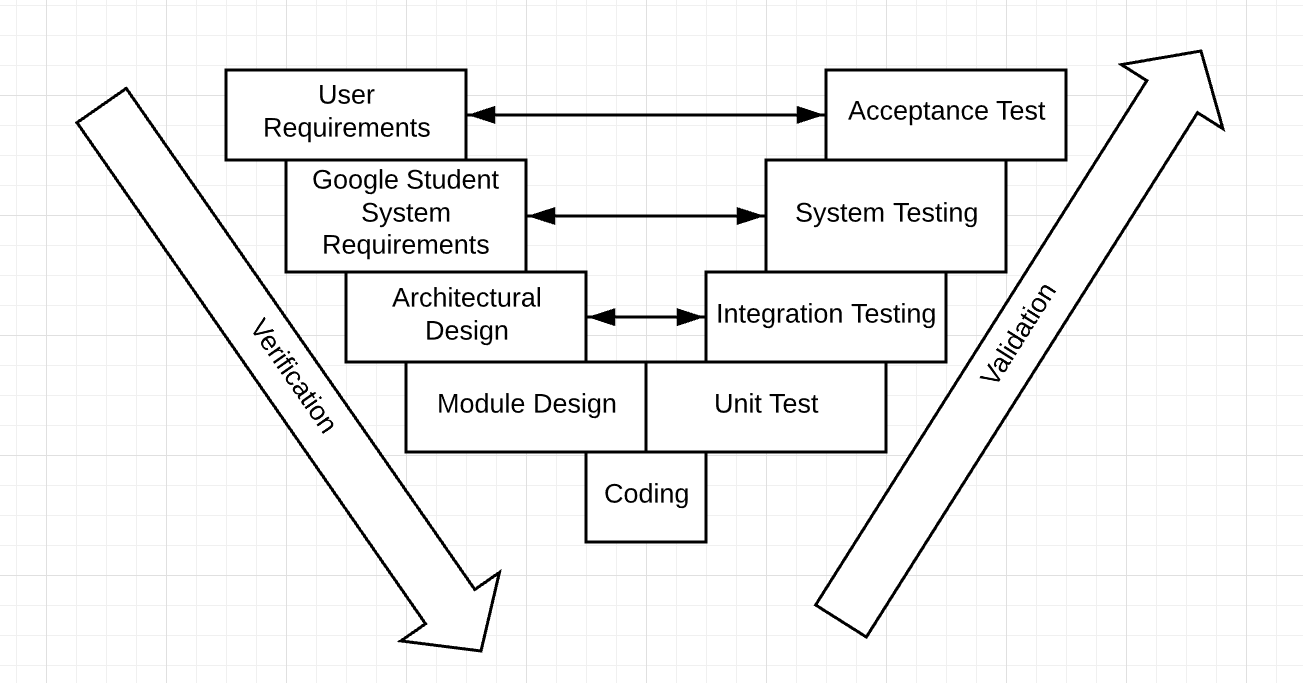 User
Requirements
Acceptance Test
Google Student
System
Requirements
System Testing
Architectural
Design
Integration Testing
Module Design
Unit Test
Coding
Verification
Validation